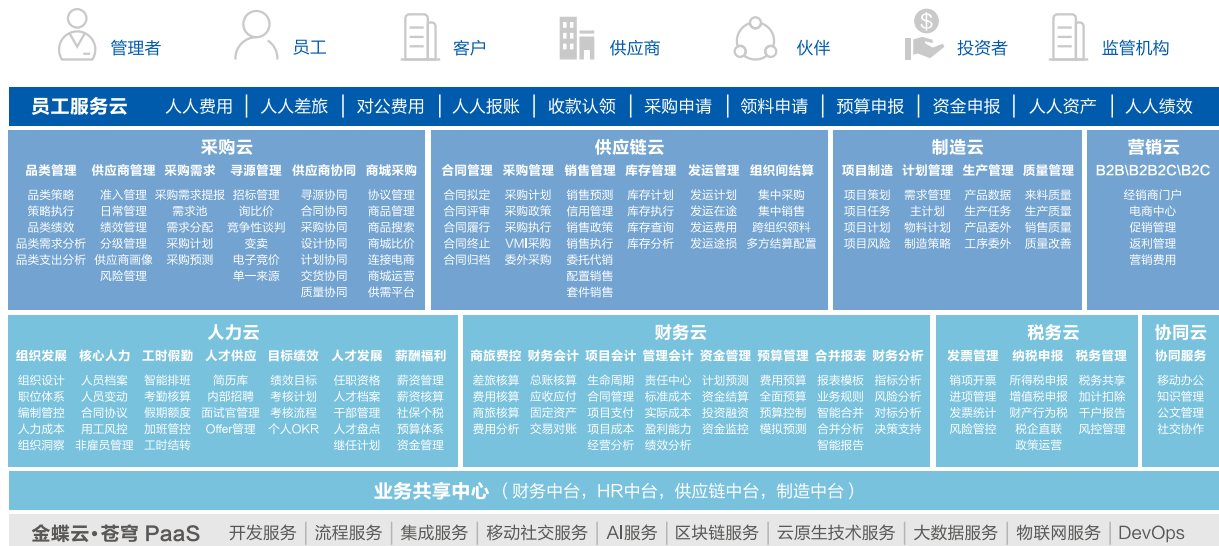 管理者 员工 客户 供应商 伙伴 投资者 监管机构
员工服务云 人人费用 人人差旅 对公费用 人人报账 收款认领 采购申请 领料申请 预算申报 资金申报 人人资产 人人绩效
采购云
品类管理 供应商管理 采购需求 寻源管理 供应商协同 商城采购
品类策略 准入管理 采购需求提报 招标管理 寻源协同 协议管理
策略执行 日常管理 需求池 询比价 合同协同 商品管理
品类绩效 绩效管理 需求分配 竞争性谈判 采购协同 商品搜索
品类需求分析 分级管理 采购计划 变卖 设计协同 商城比价
品类支出分析 供应商画像 采购预测 电子竞价 计划协同 连接电商
风险管理 单一来源 交货协同 商城运营
质量协同 供需平台
供应链云
合同管理 采购管理 销售管理 库存管理 发运管理 组织间结算
合同拟定 采购计划 销售预测 库存计划 发运计划 集中采购
合同评审 采购政策 信用管理 库存执行 发运在途 集中销售
合同履行 采购执行 销售政策 库存查询 发运费用 跨组织领料
合同终止 VMI采购 销售执行 库存分析 发运途损 多方结算配置
合同归档 委外采购 委托代销
配置销售
套件销售
制造云
项目制造 计划管理 生产管理 质量管理
项目策划 需求管理 产品数据 来料质量
项目任务 主计划 生产任务 生产质量
项目计划 物料计划 产品委外 销售质量
项目风险 制造策略 工序委外 质量改善
营销云
B2B\B2B2C\B2C
经销商门户
电商中心
促销管理
返利管理
营销费用
人力云
组织发展 核心人力 工时假勤 人才供应 目标绩效 人才发展 薪酬福利
组织设计 人员档案 智能排班 简历库 绩效目标 任职资格 薪资管理
职位体系 人员变动 考勤核算 内部招聘 考核计划 人才档案 薪资核算
编制管控 合同协议 假期额度 面试官管理 考核流程 干部管理 社保个税
人力成本 用工风控 加班管控 Offer管理 个人OKR 人才盘点 预算体系
组织洞察 非雇员管理 工时结转 继任计划 资金管理
财务云
商旅费控 财务会计 项目会计 管理会计 资金管理 预算管理 合并报表 财务分析
差旅核算 总账核算 生命周期 责任中心 计划预测 费用预算 报表模板 指标分析
费用核算 应收应付 合同管理 标准成本 资金结算 全面预算 业务规则 风险分析
商旅核算 固定资产 项目支付 实际成本 投资融资 预算控制 智能合并 对标分析
费用分析 交易对账 项目成本 盈利能力 资金监控 模拟预测 合并分析 决策支持
经营分析 绩效分析 智能报告
税务云
发票管理 纳税申报 税务管理
销项开票 所得税申报 税务共享
进项管理 增值税申报 加计扣除
发票统计 财产行为税 千户报告
风险管控 税企直联 风控管理
政策运营
协同云
协同服务
移动办公
知识管理
公文管理
社交协作
业务共享中心（财务中台，HR中台，供应链中台，制造中台）
金蝶云·苍穹 PaaS 开发服务 流程服务 集成服务 移动社交服务 AI服务 区块链服务 云原生技术服务 大数据服务 物联网服务 DevOps